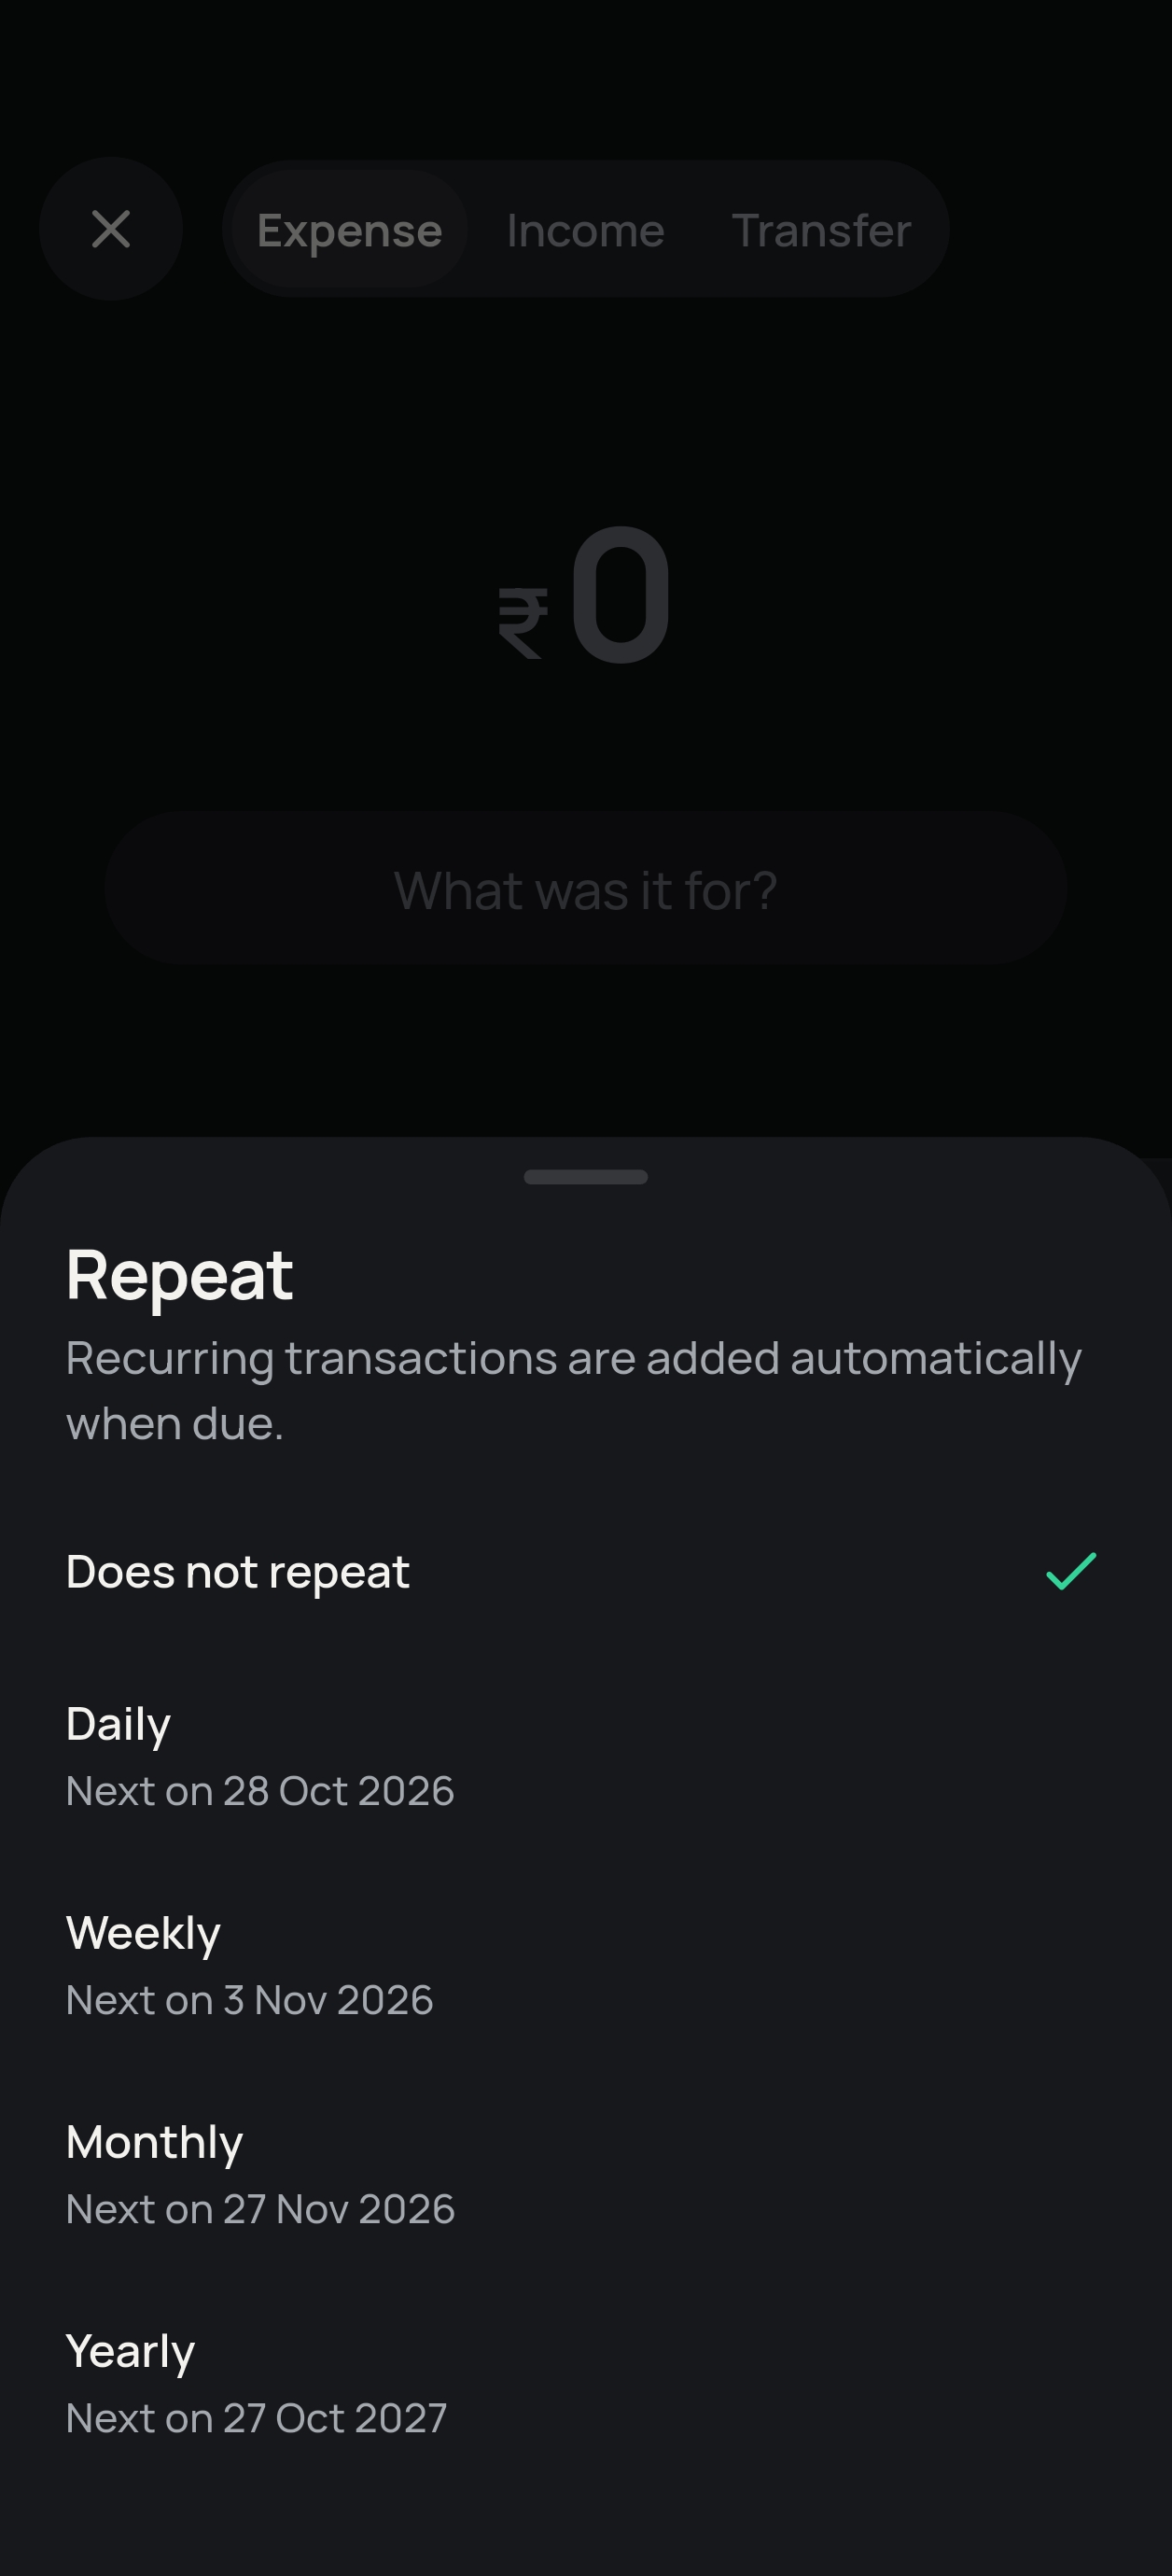 Expense Income Transfer
₹0
What was it for?
Repeat
Recurring transactions are added automatically
when due.
Does not repeat
Daily
Next on 28 Oct 2026
Weekly
Next on 3 Nov 2026
Monthly
Next on 27 Nov 2026
Yearly
Next on 27 Oct 2027